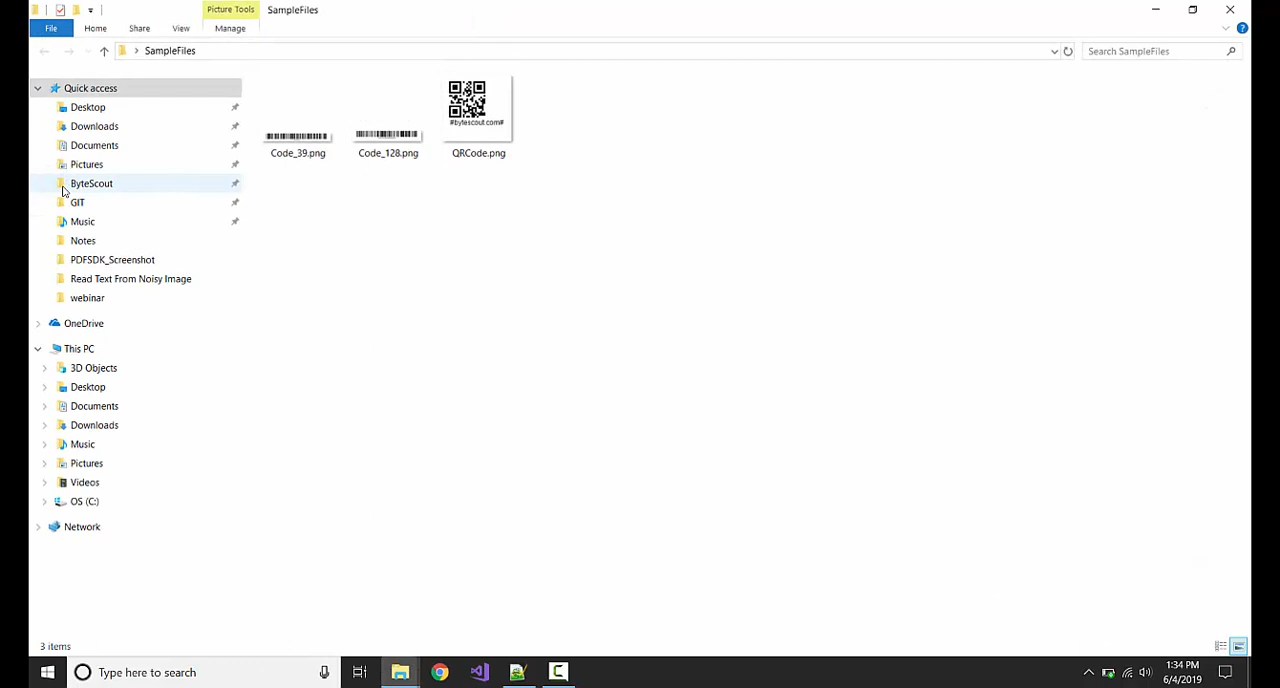 Picture Tools
SampleFiles
File
Home
Share
View
Manage
SampleFiles
Search SampleFiles
Quick access
Desktop
Downloads
Documents
Pictures
ByteScout
GIT
Music
Notes
PDFSDK_Screenshot
Read Text From Noisy Image
webinar
OneDrive
This PC
3D Objects
Desktop
Documents
Downloads
Music
Pictures
Videos
OS (C:)
Network
#bytescout.com#
Code_39.png
Code_128.png
QRCode.png
3 items
Type here to search
1:34 PM
6/4/2019